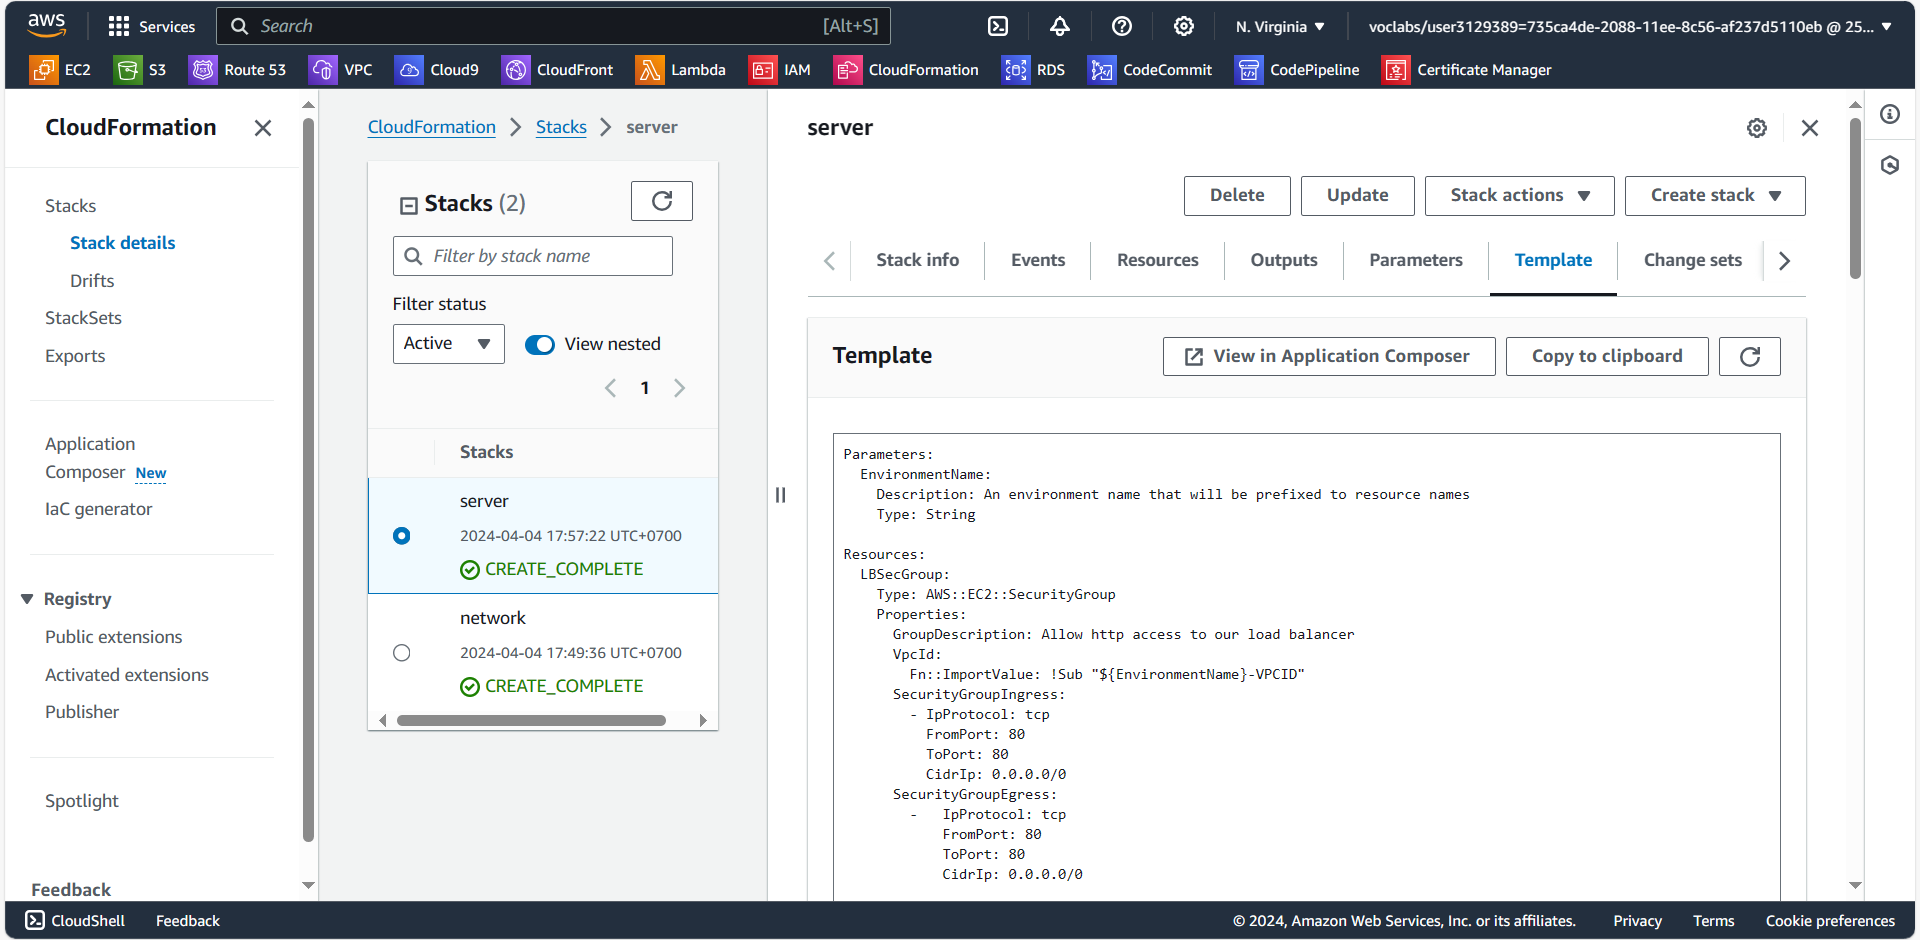 aws
Services
Search
[Alt+S]
N. Virginia
voclabs/user3129389=735ca4de-2088-11ee-8c56-af237d5110eb @ 25...
EC2
S3
Route 53
VPC
Cloud9
CloudFront
Lambda
IAM
CloudFormation
RDS
CodeCommit
CodePipeline
Certificate Manager
CloudFormation
Stacks
Stack details
Drifts
StackSets
Exports
Application
Composer New
IaC generator
Registry
Public extensions
Activated extensions
Publisher
Spotlight
Feedback
CloudFormation
Stacks
server
Stacks (2)
Filter by stack name
Filter status
Active
View nested
1
Stacks
server
2024-04-04 17:57:22 UTC+0700
CREATE_COMPLETE
network
2024-04-04 17:49:36 UTC+0700
CREATE_COMPLETE
server
Delete
Update
Stack actions
Create stack
Stack info
Events
Resources
Outputs
Parameters
Template
Change sets
Template
View in Application Composer
Copy to clipboard
Parameters:
EnvironmentName:
Description: An environment name that will be prefixed to resource names
Type: String
Resources:
LBSecGroup:
Type: AWS::EC2::SecurityGroup
Properties:
GroupDescription: Allow http access to our load balancer
VpcId:
Fn::ImportValue: !Sub "${EnvironmentName}-VPCID"
SecurityGroupIngress:
- IpProtocol: tcp
FromPort: 80
ToPort: 80
CidrIp: 0.0.0.0/0
SecurityGroupEgress:
- IpProtocol: tcp
FromPort: 80
ToPort: 80
CidrIp: 0.0.0.0/0
CloudShell
Feedback
© 2024, Amazon Web Services, Inc. or its affiliates.
Privacy
Terms
Cookie preferences